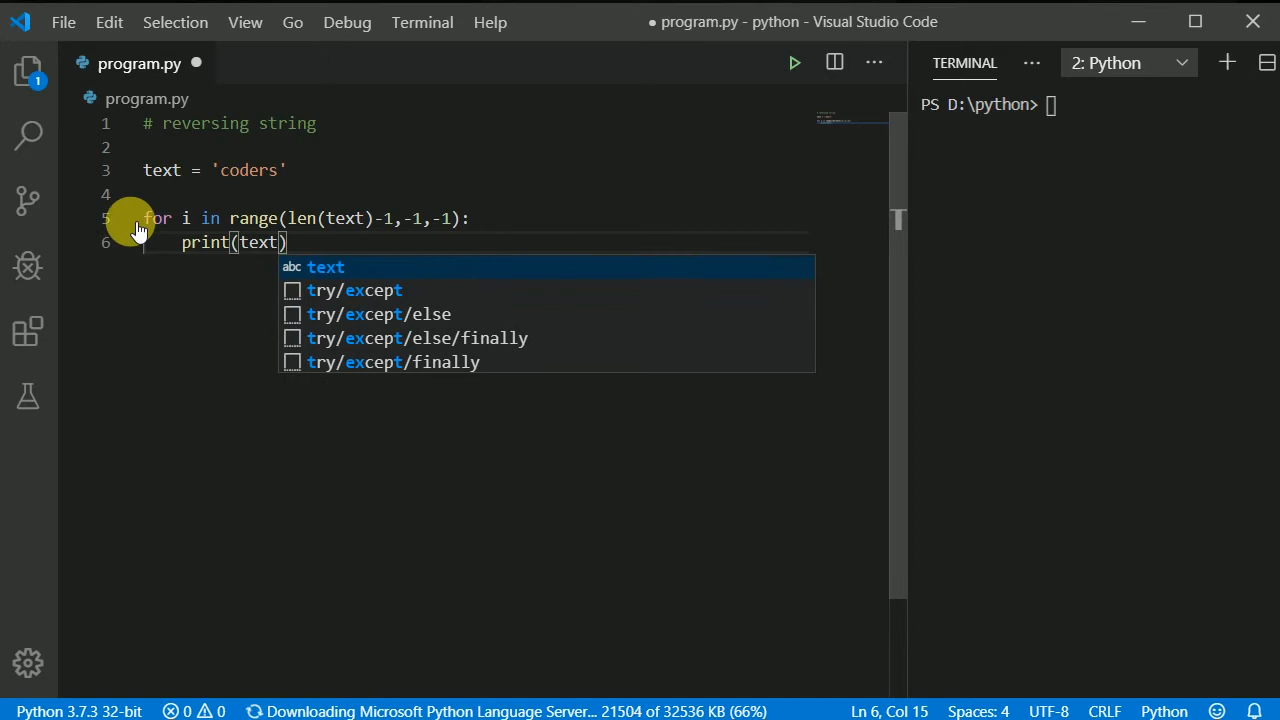 File Edit Selection View Go Debug Terminal Help ● program.py - python - Visual Studio Code
program.py ●
TERMINAL ... 2: Python
1
program.py
PS D:\python>
1 # reversing string
2
3 text = 'coders'
4
5 for i in range(len(text)-1,-1,-1):
6 print(text)
abc text
try/except
try/except/else
try/except/else/finally
try/except/finally
Python 3.7.3 32-bit 0 0 Downloading Microsoft Python Language Server... 21504 of 32536 KB (66%) Ln 6, Col 15 Spaces: 4 UTF-8 CRLF Python